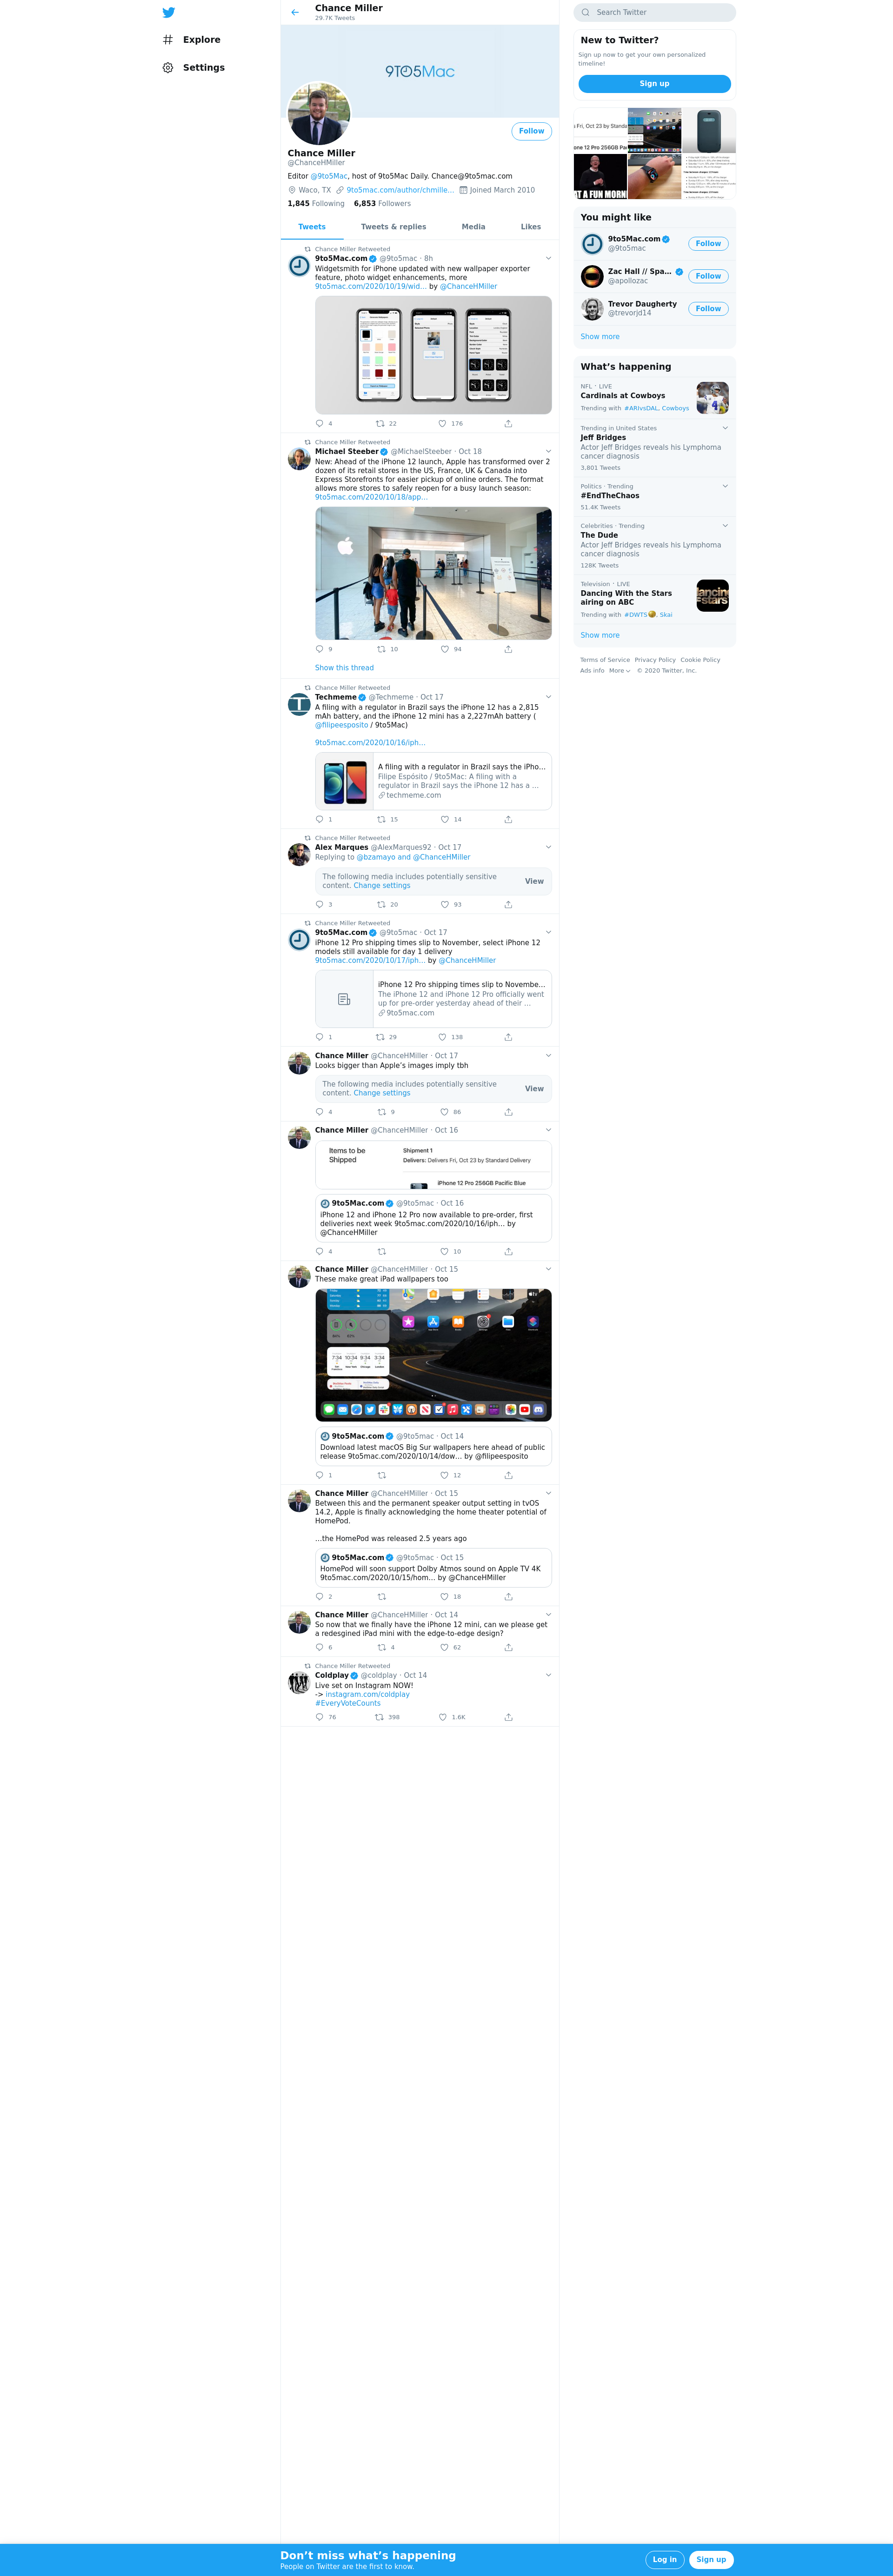 Explore
Settings
Chance Miller
29.7K Tweets
9TO5Mac
Follow
Chance Miller
@ChanceHMiller
Editor @9to5Mac, host of 9to5Mac Daily. Chance@9to5mac.com
Waco, TX 9to5mac.com/author/chmille… Joined March 2010
1,845 Following 6,853 Followers
Tweets Tweets & replies Media Likes
Chance Miller Retweeted
9to5Mac.com @9to5mac · 8h
Widgetsmith for iPhone updated with new wallpaper exporter
feature, photo widget enhancements, more
9to5mac.com/2020/10/19/wid… by @ChanceHMiller
4 22 176
Chance Miller Retweeted
Michael Steeber @MichaelSteeber · Oct 18
New: Ahead of the iPhone 12 launch, Apple has transformed over 2
dozen of its retail stores in the US, France, UK & Canada into
Express Storefronts for easier pickup of online orders. The format
allows more stores to safely reopen for a busy launch season:
9to5mac.com/2020/10/18/app…
9 10 94
Show this thread
Chance Miller Retweeted
Techmeme @Techmeme · Oct 17
A filing with a regulator in Brazil says the iPhone 12 has a 2,815
mAh battery, and the iPhone 12 mini has a 2,227mAh battery (
@filipeesposito / 9to5Mac)
9to5mac.com/2020/10/16/iph…
A filing with a regulator in Brazil says the iPho…
Filipe Espósito / 9to5Mac: A filing with a
regulator in Brazil says the iPhone 12 has a …
techmeme.com
1 15 14
Chance Miller Retweeted
Alex Marques @AlexMarques92 · Oct 17
Replying to @bzamayo and @ChanceHMiller
The following media includes potentially sensitive
content. Change settings
View
3 20 93
Chance Miller Retweeted
9to5Mac.com @9to5mac · Oct 17
iPhone 12 Pro shipping times slip to November, select iPhone 12
models still available for day 1 delivery
9to5mac.com/2020/10/17/iph… by @ChanceHMiller
iPhone 12 Pro shipping times slip to Novembe…
The iPhone 12 and iPhone 12 Pro officially went
up for pre-order yesterday ahead of their …
9to5mac.com
1 29 138
Chance Miller @ChanceHMiller · Oct 17
Looks bigger than Apple's images imply tbh
The following media includes potentially sensitive
content. Change settings
View
4 9 86
Chance Miller @ChanceHMiller · Oct 16
Items to be
Shipped
Shipment 1
Delivers: Delivers Fri, Oct 23 by Standard Delivery
iPhone 12 Pro 256GB Pacific Blue
9to5Mac.com @9to5mac · Oct 16
iPhone 12 and iPhone 12 Pro now available to pre-order, first
deliveries next week 9to5mac.com/2020/10/16/iph… by
@ChanceHMiller
4 10
Chance Miller @ChanceHMiller · Oct 15
These make great iPad wallpapers too
9to5Mac.com @9to5mac · Oct 14
Download latest macOS Big Sur wallpapers here ahead of public
release 9to5mac.com/2020/10/14/dow… by @filipeesposito
1 12
Chance Miller @ChanceHMiller · Oct 15
Between this and the permanent speaker output setting in tvOS
14.2, Apple is finally acknowledging the home theater potential of
HomePod.
…the HomePod was released 2.5 years ago
9to5Mac.com @9to5mac · Oct 15
HomePod will soon support Dolby Atmos sound on Apple TV 4K
9to5mac.com/2020/10/15/hom… by @ChanceHMiller
2 18
Chance Miller @ChanceHMiller · Oct 14
So now that we finally have the iPhone 12 mini, can we please get
a redesgined iPad mini with the edge-to-edge design?
6 4 62
Chance Miller Retweeted
Coldplay @coldplay · Oct 14
Live set on Instagram NOW!
-> instagram.com/coldplay
#EveryVoteCounts
76 398 1.6K
Search Twitter
New to Twitter?
Sign up now to get your own personalized
timeline!
Sign up
s Fri, Oct 23 by Standa
one 12 Pro 256GB Pa
OT A FUN MORNI
You might like
9to5Mac.com
@9to5mac
Follow
Zac Hall // Spa…
@apollozac
Follow
Trevor Daugherty
@trevorjd14
Follow
Show more
What's happening
NFL · LIVE
Cardinals at Cowboys
Trending with #ARIvsDAL, Cowboys
Trending in United States
Jeff Bridges
Actor Jeff Bridges reveals his Lymphoma
cancer diagnosis
3,801 Tweets
Politics · Trending
#EndTheChaos
51.4K Tweets
Celebrities · Trending
The Dude
Actor Jeff Bridges reveals his Lymphoma
cancer diagnosis
128K Tweets
Television · LIVE
Dancing With the Stars
airing on ABC
Trending with #DWTS, Skai
Show more
Terms of Service Privacy Policy Cookie Policy
Ads info More © 2020 Twitter, Inc.
Don't miss what's happening
People on Twitter are the first to know.
Log in
Sign up